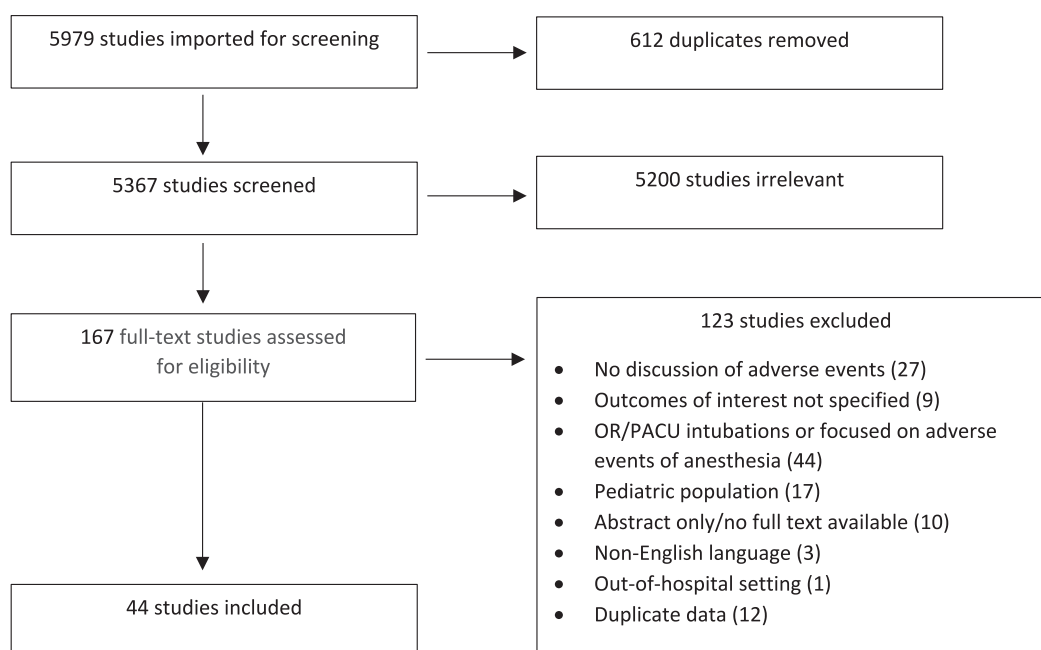 5979 studies imported for screening
612 duplicates removed
5367 studies screened
5200 studies irrelevant
167 full-text studies assessed
for eligibility
123 studies excluded
• No discussion of adverse events (27)
• Outcomes of interest not specified (9)
• OR/PACU intubations or focused on adverse
events of anesthesia (44)
• Pediatric population (17)
• Abstract only/no full text available (10)
• Non-English language (3)
• Out-of-hospital setting (1)
• Duplicate data (12)
44 studies included